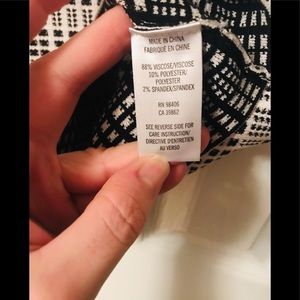 MADE IN CHINA
FABRIQUÉ EN CHINE
88% VISCOSE/VISCOSE
10% POLYESTER/
POLYESTER
2% SPANDEX/SPANDEX
RN 98406
CA 39862
SEE REVERSE SIDE FOR
CARE INSTRUCTION/
DIRECTIVE D'ENTRETIEN
AU VERSO